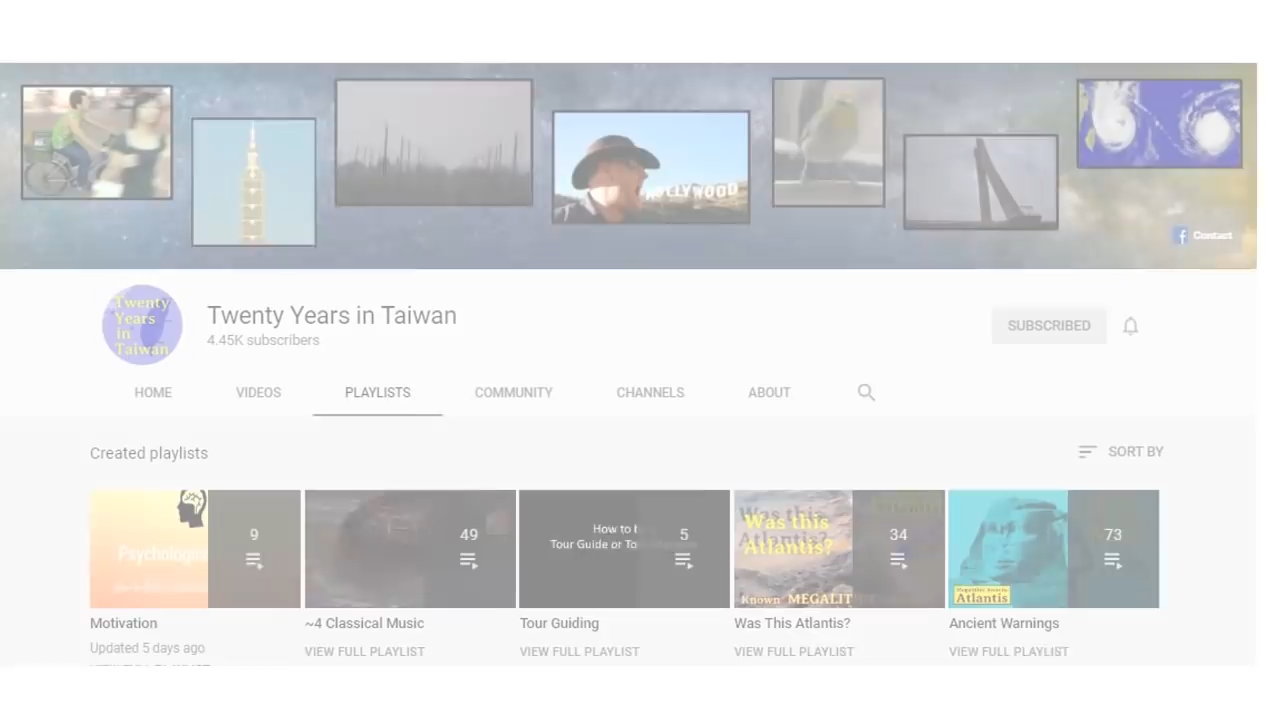 HOLLYWOOD
Contact
Twenty
Years
in
Taiwan
Twenty Years in Taiwan
4.45K subscribers
SUBSCRIBED
HOME VIDEOS PLAYLISTS COMMUNITY CHANNELS ABOUT
Created playlists
SORT BY
9
49
How to
Tour Guide or To
5
Was this
Atlantis?
Known MEGALIT
34
Atlantis
73
Motivation
Updated 5 days ago
~4 Classical Music
VIEW FULL PLAYLIST
Tour Guiding
VIEW FULL PLAYLIST
Was This Atlantis?
VIEW FULL PLAYLIST
Ancient Warnings
VIEW FULL PLAYLIST